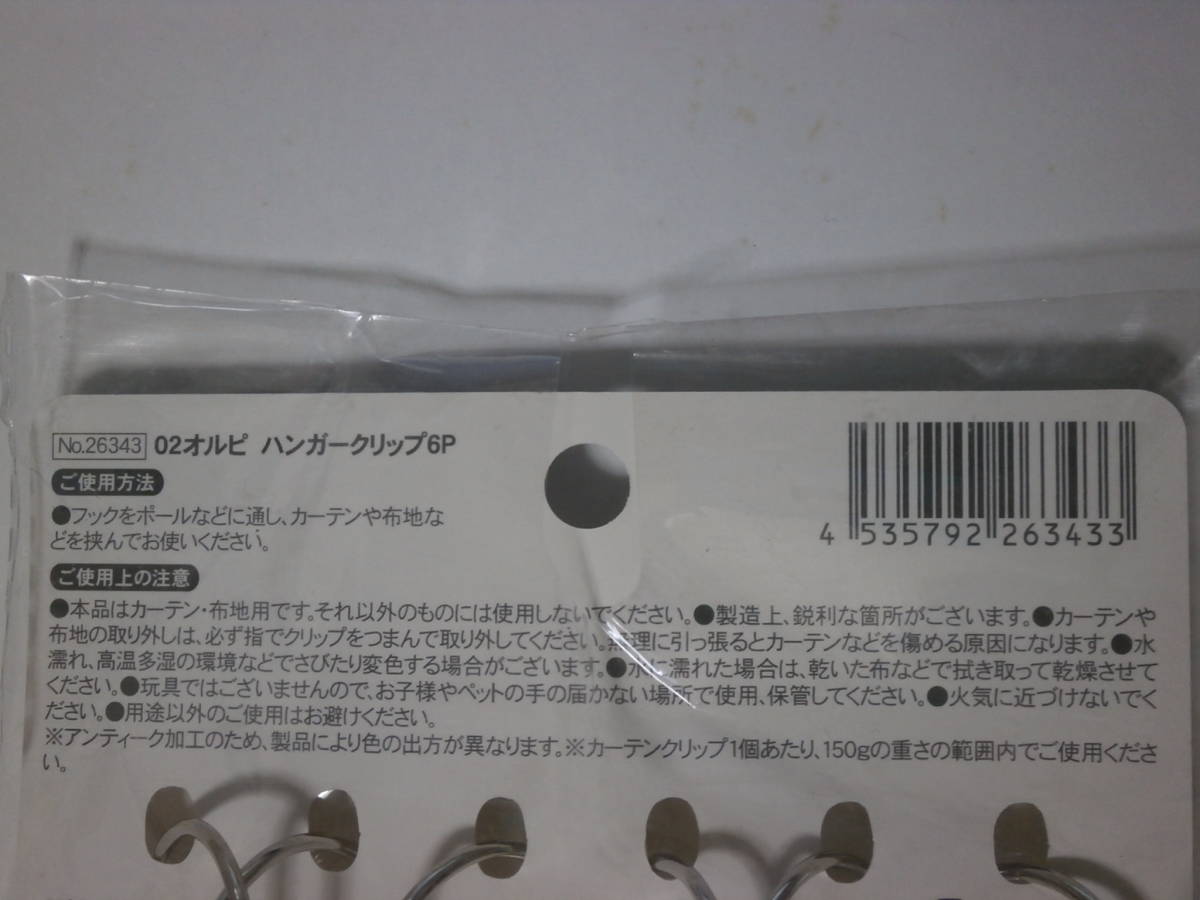 No.26343 02オルピ ハンガークリップ6P
ご使用方法
●フックをポールなどに通し、カーテンや布地な
どを挟んでお使いください。
4 535792 263433
ご使用上の注意
●本品はカーテン・布地用です。それ以外のものには使用しないでください。●製造上、鋭利な箇所がございます。●カーテンや
布地の取り外しは、必ず指でクリップをつまんで取り外してください。無理に引っ張るとカーテンなどを傷める原因になります。●水
濡れ、高温多湿の環境などでさびたり変色する場合がございます。●水に濡れた場合は、乾いた布などで拭き取って乾燥させて
ください。●玩具ではございませんので、お子様やペットの手の届かない場所で使用、保管してください。●火気に近づけないでく
ださい。●用途以外のご使用はお避けください。
※アンティーク加工のため、製品により色の出方が異なります。※カーテンクリップ1個あたり、150gの重さの範囲内でご使用くださ
い。